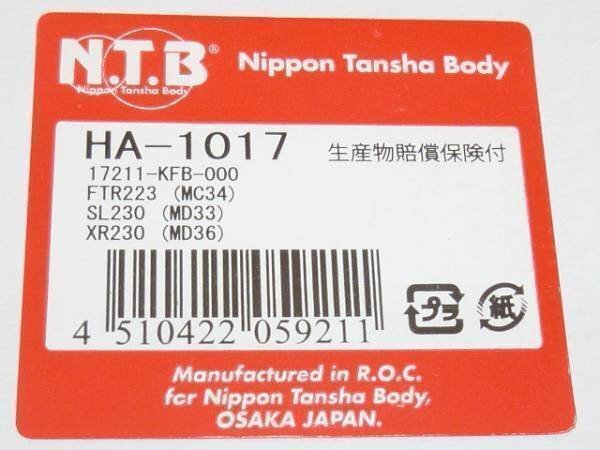 N.T.B®
Nippon Tansha Body
Nippon Tansha Body
HA-1017 生産物賠償保険付
17211-KFB-000
FTR223 (MC34)
SL230 (MD33)
XR230 (MD36)
プラ 紙
4 510422 059211
Manufactured in R.O.C.
for Nippon Tansha Body,
OSAKA JAPAN.